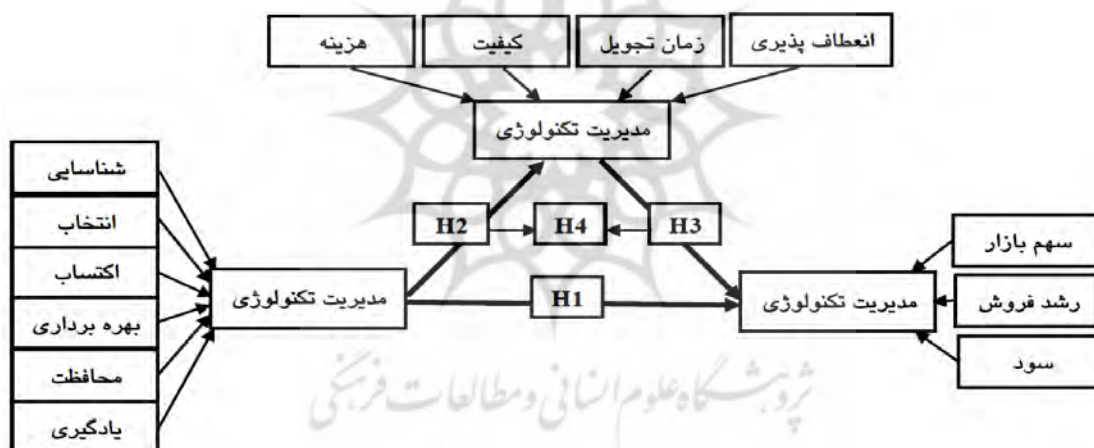 هزینه
کیفیت
زمان تجویل
انعطاف پذیری
مدیریت تکنولوژی
شناسایی
انتخاب
اکتساب
بهره برداری
محافظت
یادگیری
H2
H4
H3
مدیریت تکنولوژی
H1
مدیریت تکنولوژی
سهم بازار
رشد فروش
سود
پژوهشگاه علوم انسانی و مطالعات فرهنگی